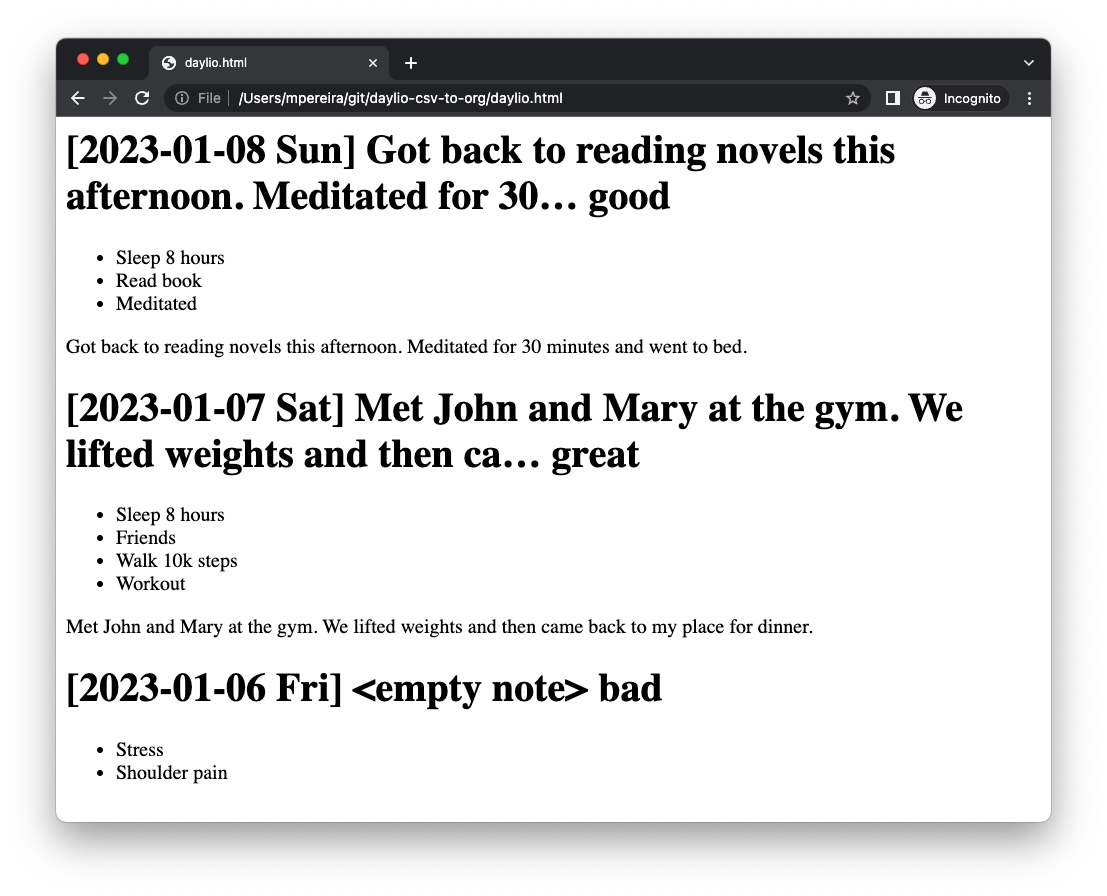 daylio.html
File /Users/mpereira/git/daylio-csv-to-org/daylio.html Incognito
[2023-01-08 Sun] Got back to reading novels this
afternoon. Meditated for 30… good
• Sleep 8 hours
• Read book
• Meditated
Got back to reading novels this afternoon. Meditated for 30 minutes and went to bed.
[2023-01-07 Sat] Met John and Mary at the gym. We
lifted weights and then ca… great
• Sleep 8 hours
• Friends
• Walk 10k steps
• Workout
Met John and Mary at the gym. We lifted weights and then came back to my place for dinner.
[2023-01-06 Fri] <empty note> bad
• Stress
• Shoulder pain